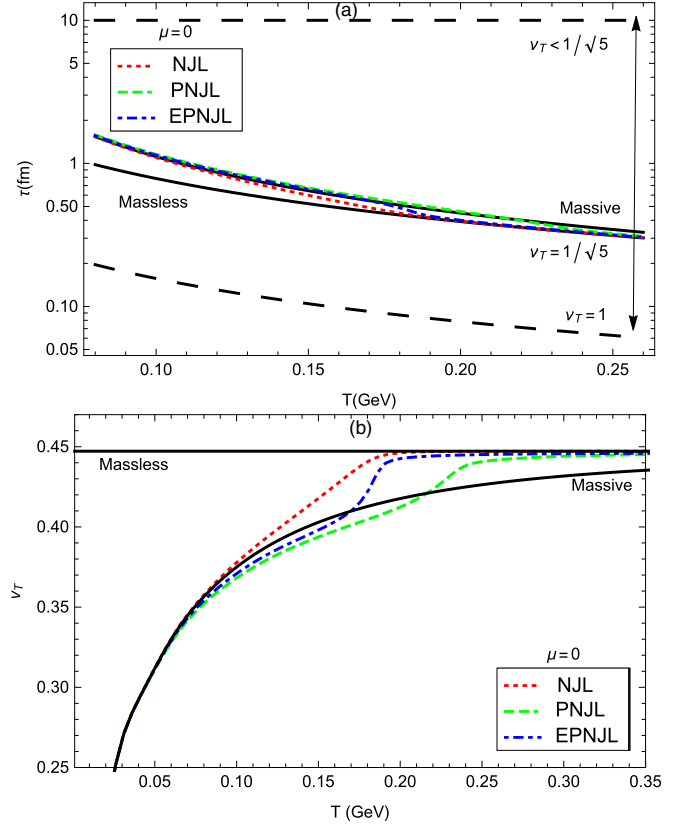 (a)
10
μ=0
ν_T < 1/√5
NJL
PNJL
EPNJL
5
1
τ(fm)
0.50
Massless
Massive
ν_T = 1/√5
0.10
ν_T = 1
0.05
0.10 0.15 0.20 0.25
T(GeV)
(b)
0.45
Massless
Massive
0.40
ν_T
0.35
μ=0
0.30
NJL
PNJL
EPNJL
0.25
0.05 0.10 0.15 0.20 0.25 0.30 0.35
T (GeV)